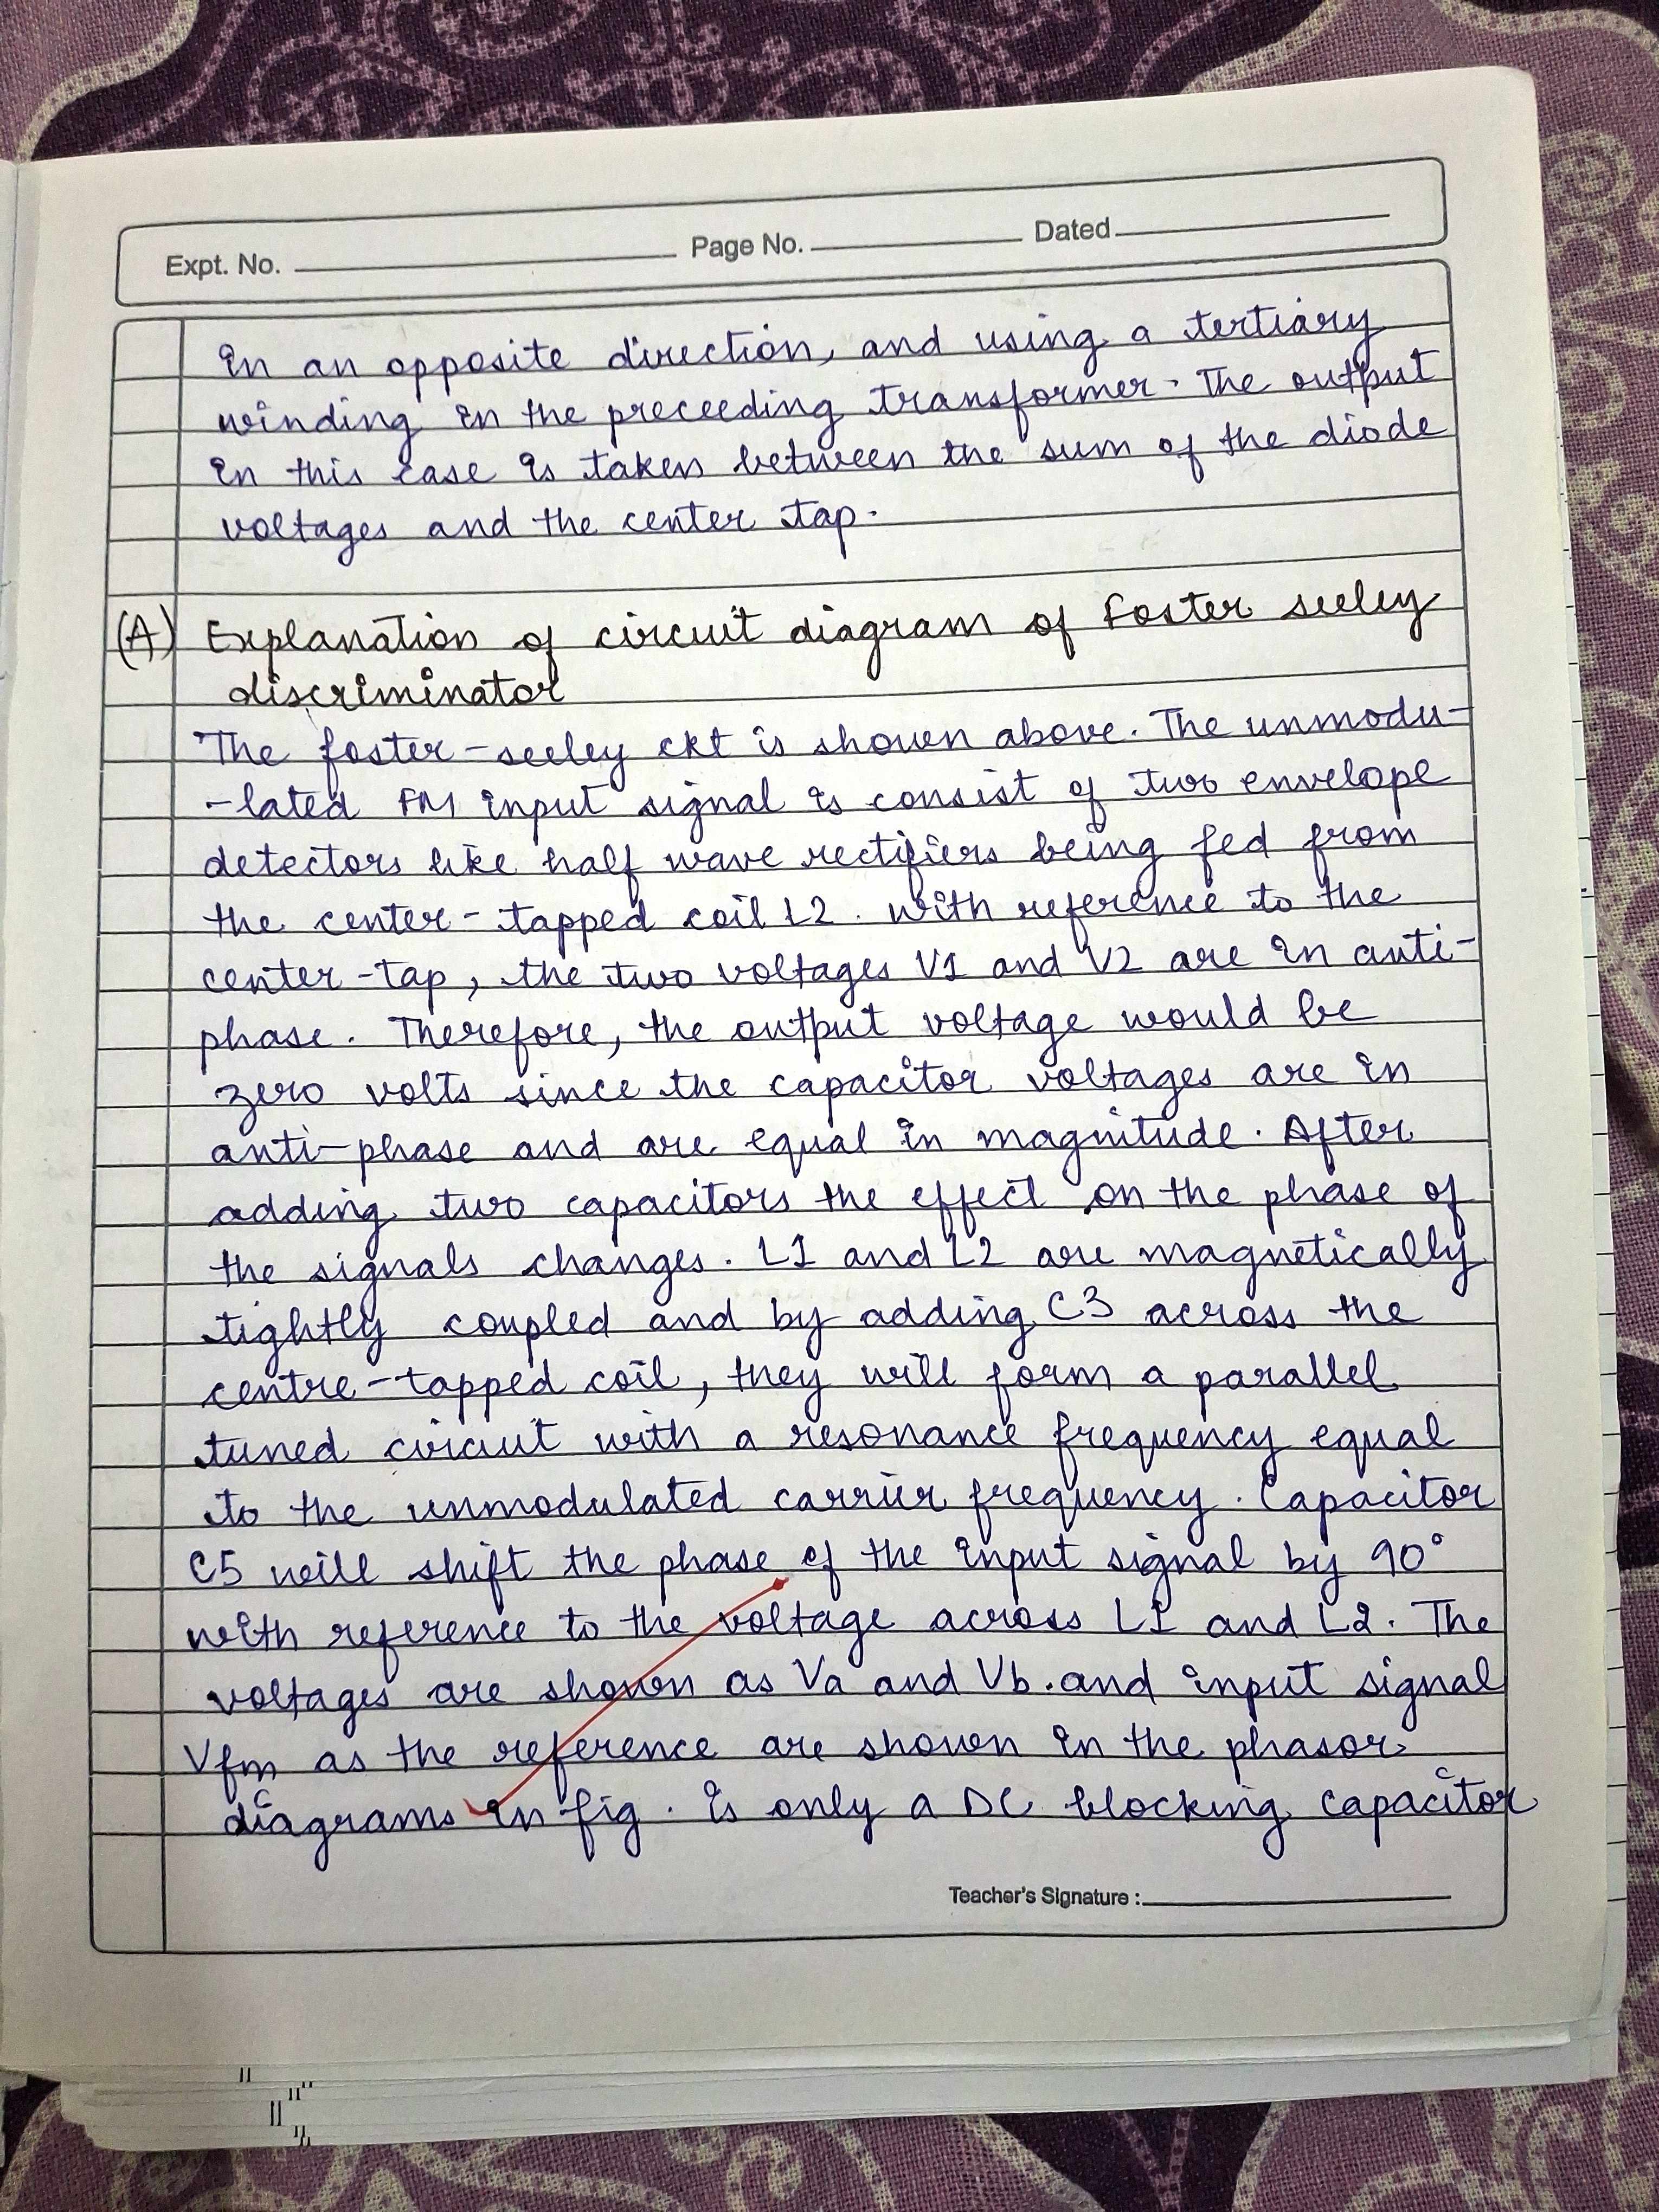 Expt. No. Page No. Dated
in an opposite direction, and using a tertiary
winding in the preceeding transformer. The output
in this case is taken between the sum of the diode
voltages and the center tap.
(A) Explanation of circuit diagram of Foster seeley
discriminator
The foster-seeley ckt is shown above. The unmodu-
-lated FM input signal is consist of two envelope
detectors like half wave rectifiers being fed from
the center-tapped coil L2. With reference to the
center-tap, the two voltages V1 and V2 are in anti-
phase. Therefore, the output voltage would be
zero volts since the capacitor voltages are in
anti-phase and are equal in magnitude. After
adding two capacitors the effect on the phase of
the signals changes. L1 and L2 are magnetically
tightly coupled and by adding C3 across the
centre-tapped coil, they will form a parallel
tuned circuit with a resonance frequency equal
to the unmodulated carrier frequency. Capacitor
C5 will shift the phase of the input signal by 90°
with reference to the voltage across L1 and L2. The
voltages are shown as Va and Vb. and input signal
Vfm as the reference are shown in the phasor
diagrams in fig. is only a DC blocking capacitor
Teacher's Signature :